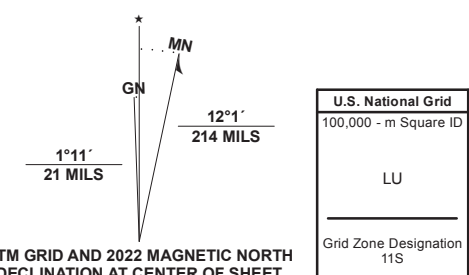 ★
MN
GN
12°1´
214 MILS
1°11´
21 MILS
TM GRID AND 2022 MAGNETIC NORTH
DECLINATION AT CENTER OF SHEET
U.S. National Grid
100,000 - m Square ID
LU
Grid Zone Designation
11S